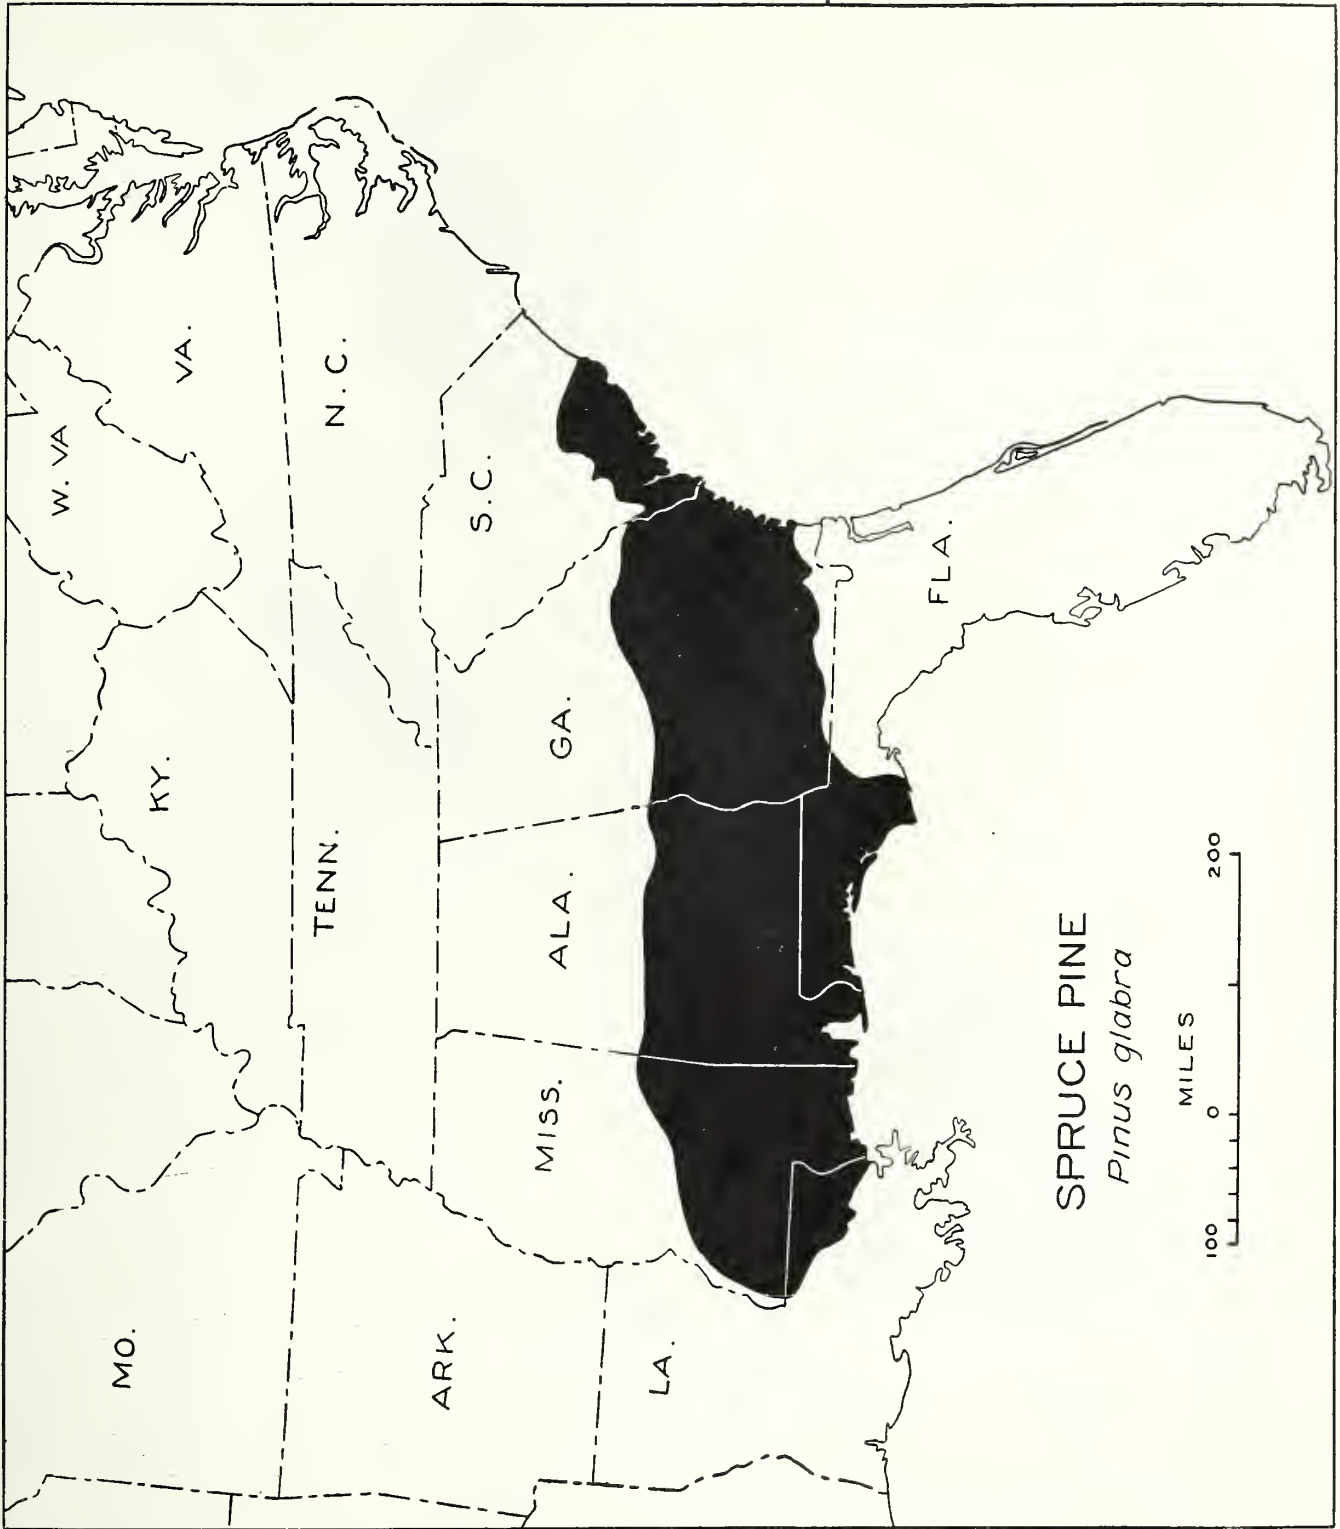 W. VA
VA.
KY.
MO.
N.C.
TENN.
S.C.
ARK.
GA.
ALA.
MISS.
LA.
FLA.
SPRUCE PINE
Pinus glabra
MILES
100 0 200